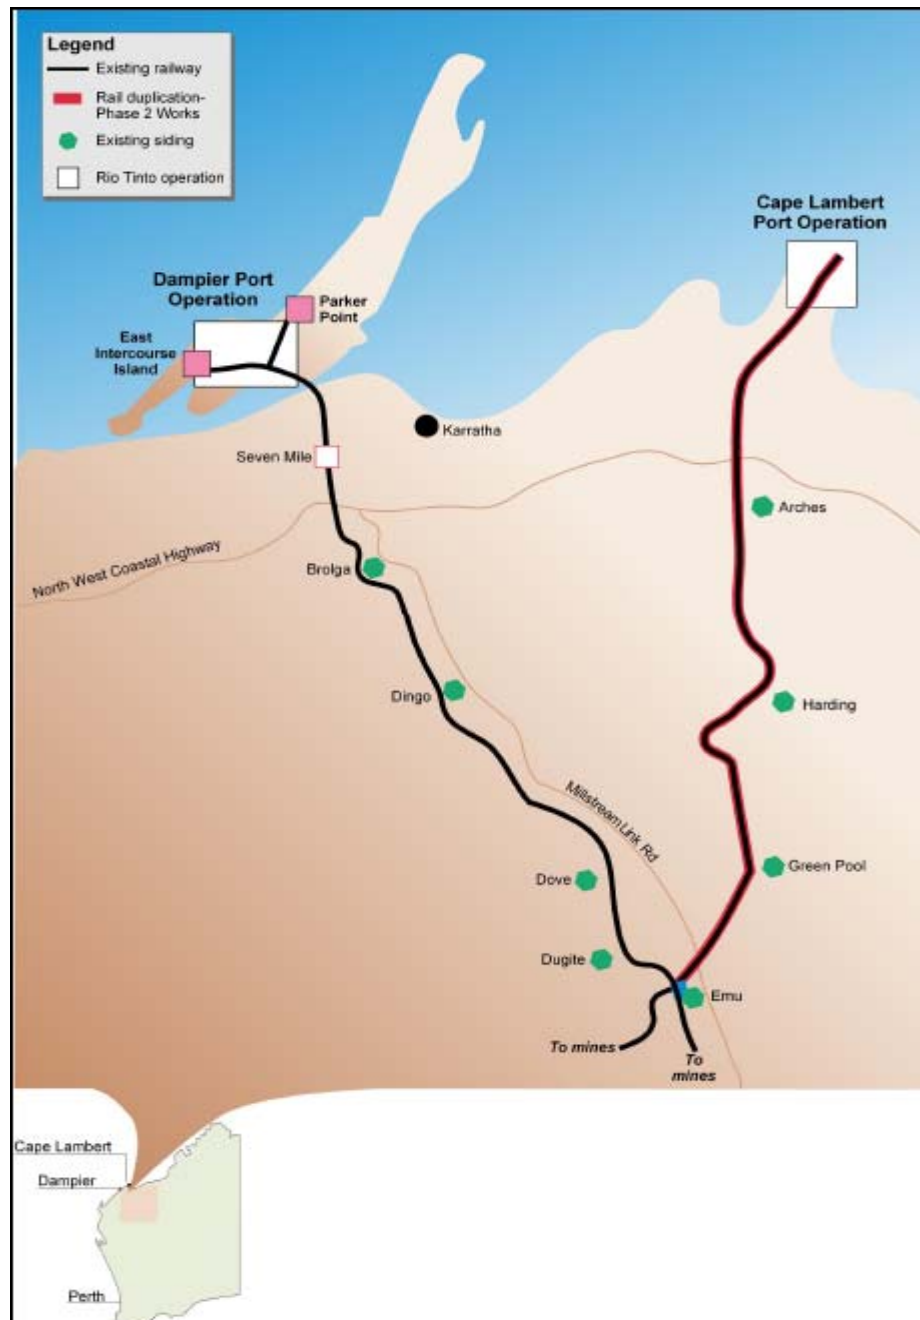 Legend
Existing railway
Rail duplication-
Phase 2 Works
Existing siding
Rio Tinto operation
Cape Lambert
Port Operation
Dampier Port
Operation
Parker
Point
East
Intercourse
Island
Karratha
Seven Mile
Arches
North West Coastal Highway
Brolga
Dingo
Harding
Millstream Link Rd
Dove
Green Pool
Dugite
Emu
To mines
To
mines
Cape Lambert
Dampier
Perth